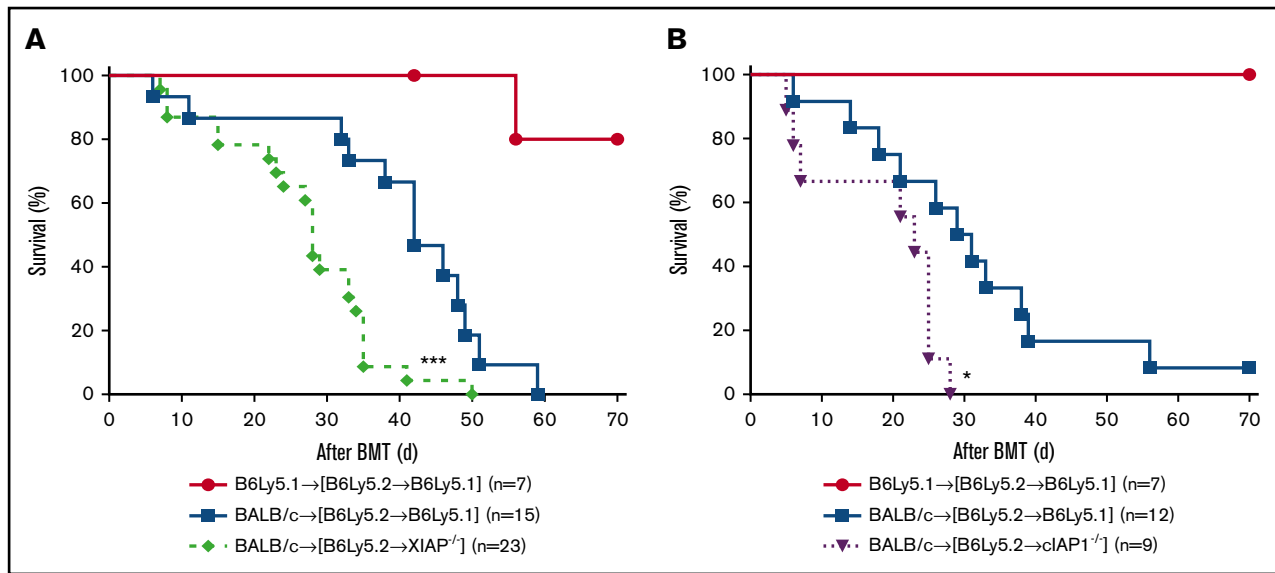 A
100
80
60
40
20
0
Survival (%)
***
0 10 20 30 40 50 60 70
After BMT (d)
B6Ly5.1→[B6Ly5.2→B6Ly5.1] (n=7)
BALB/c→[B6Ly5.2→B6Ly5.1] (n=15)
BALB/c→[B6Ly5.2→XIAP-/-] (n=23)
B
100
80
60
40
20
0
Survival (%)
*
0 10 20 30 40 50 60 70
After BMT (d)
B6Ly5.1→[B6Ly5.2→B6Ly5.1] (n=7)
BALB/c→[B6Ly5.2→B6Ly5.1] (n=12)
BALB/c→[B6Ly5.2→cIAP1-/-] (n=9)